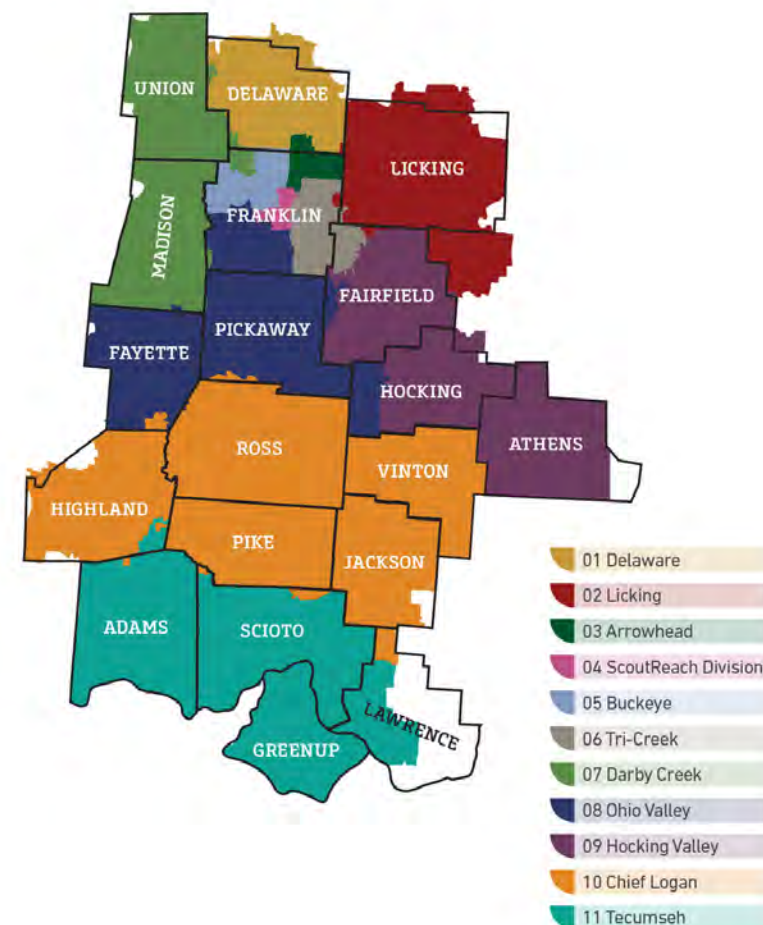 UNION
DELAWARE
LICKING
FRANKLIN
MADISON
FAIRFIELD
PICKAWAY
FAYETTE
HOCKING
ATHENS
ROSS
VINTON
HIGHLAND
PIKE
JACKSON
ADAMS
SCIOTO
LAWRENCE
GREENUP
01 Delaware
02 Licking
03 Arrowhead
04 ScoutReach Division
05 Buckeye
06 Tri-Creek
07 Darby Creek
08 Ohio Valley
09 Hocking Valley
10 Chief Logan
11 Tecumseh